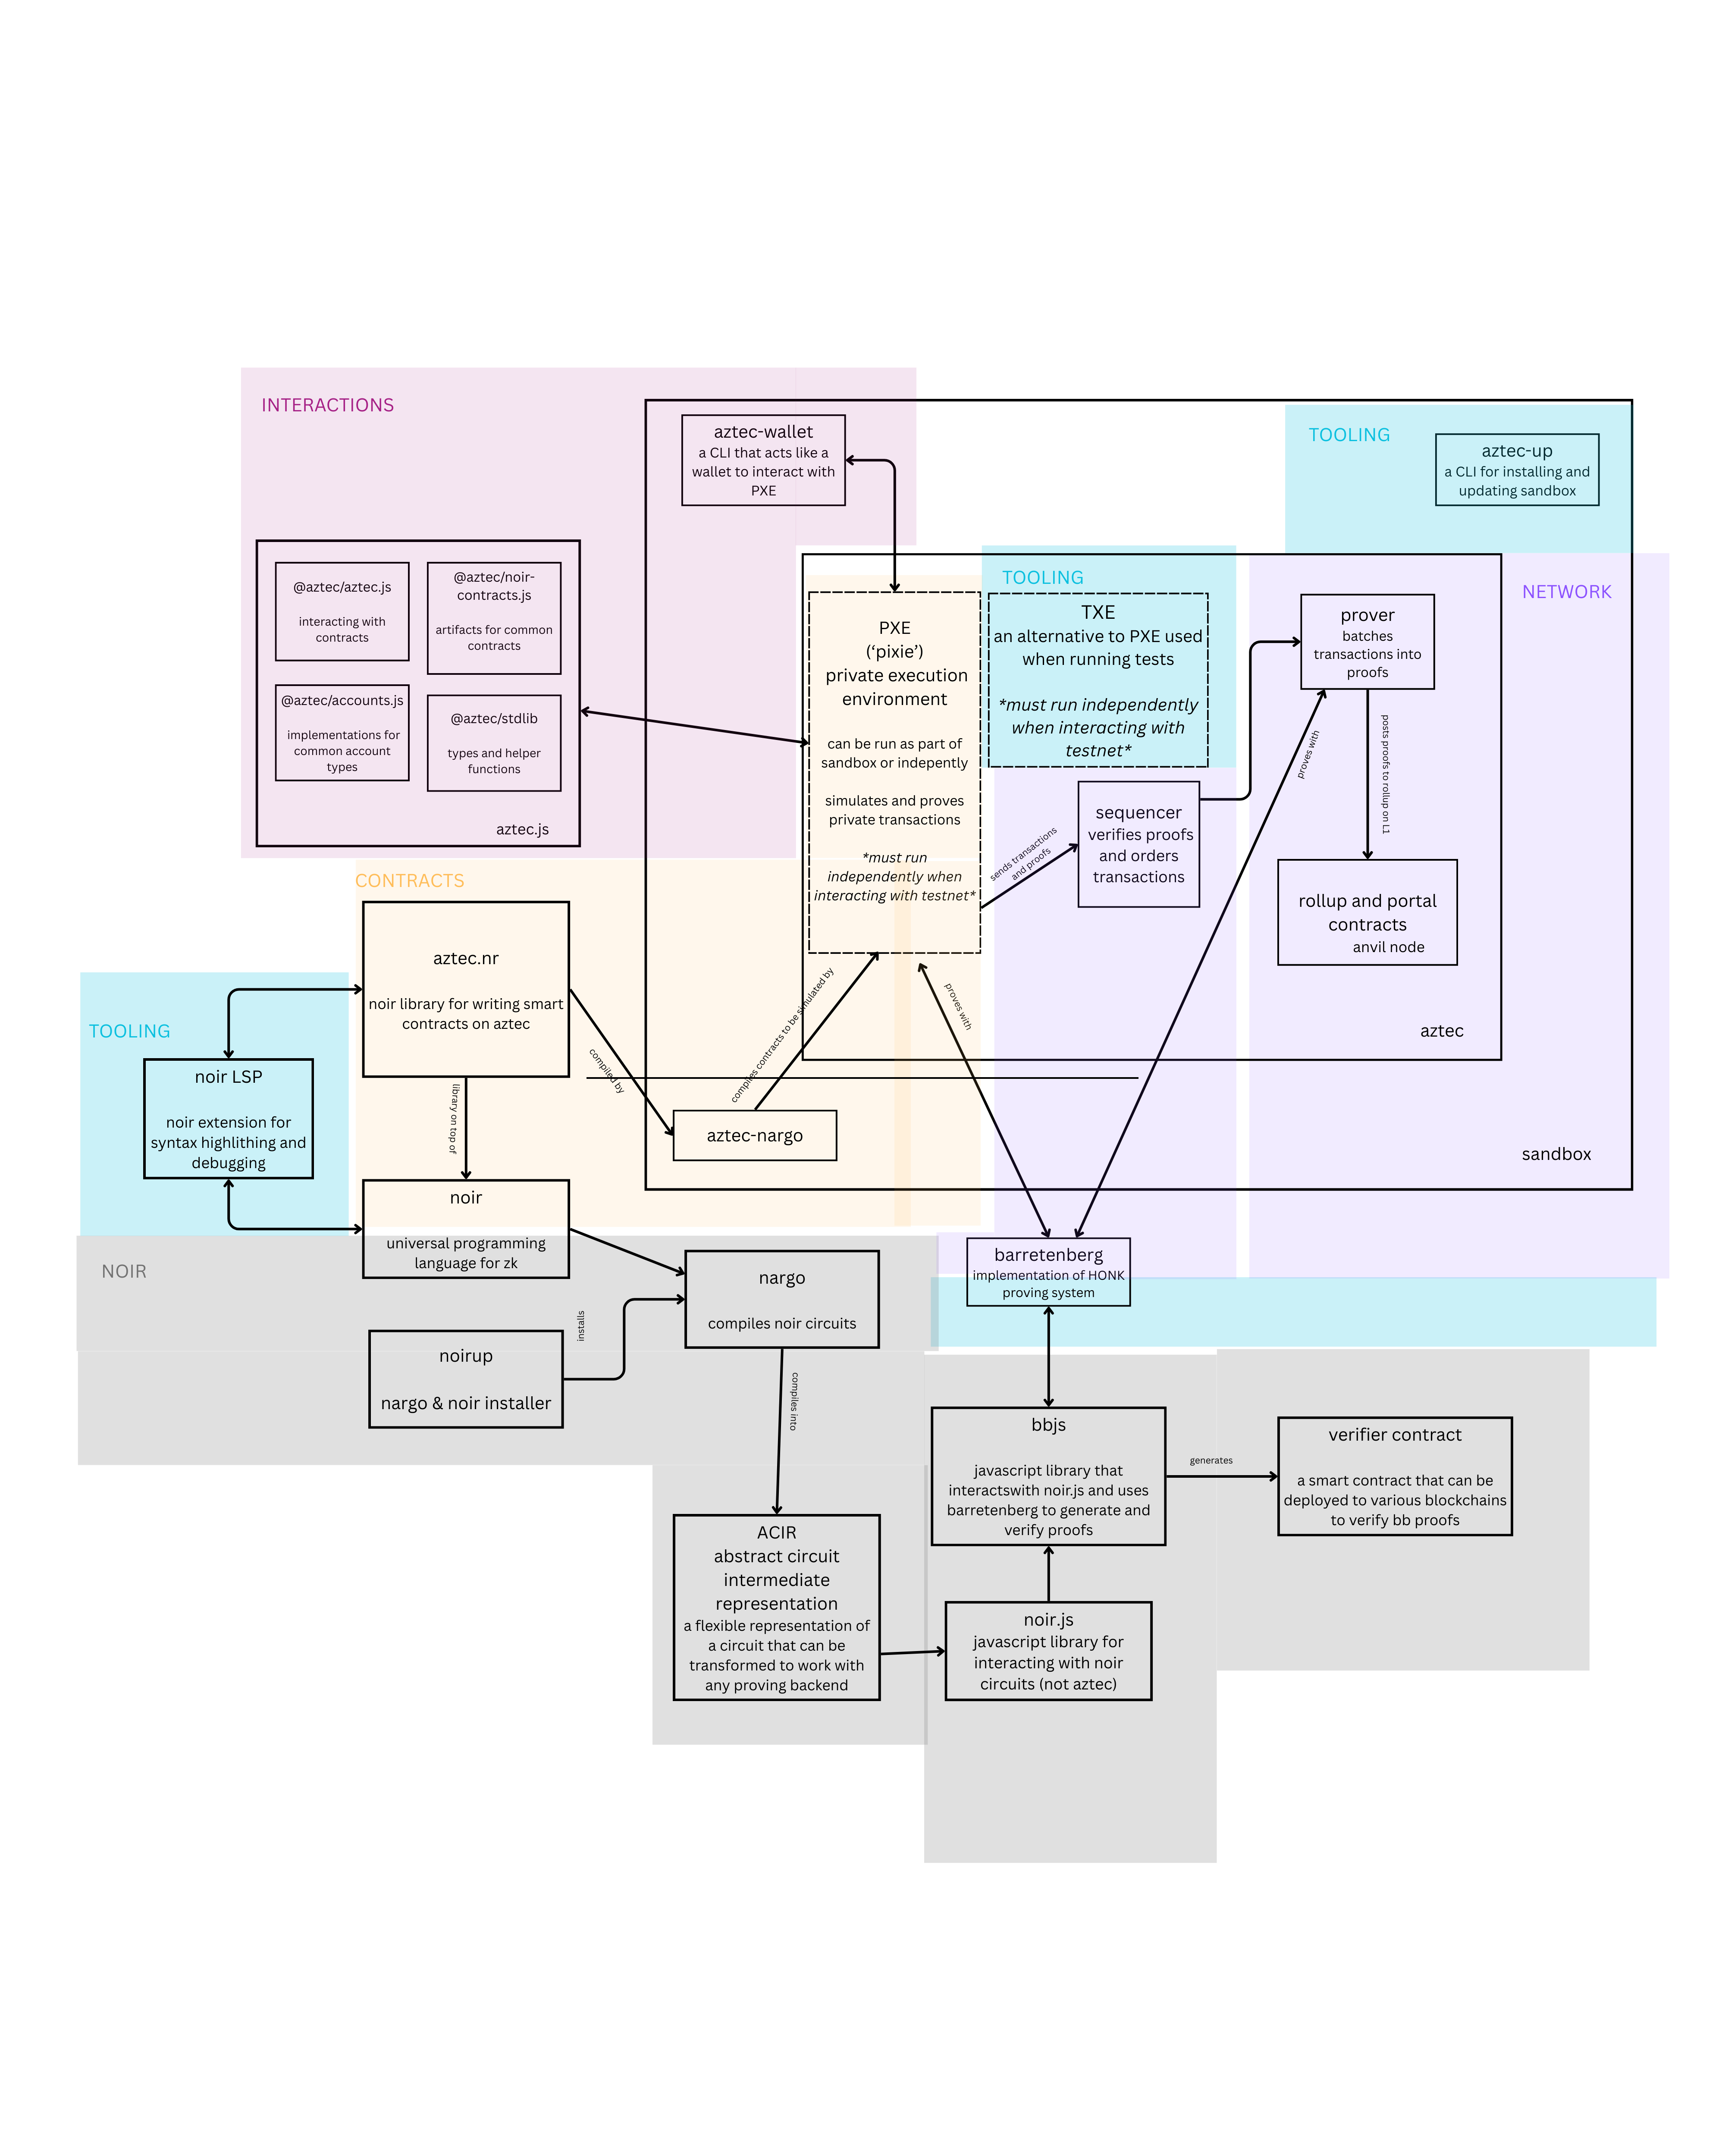 INTERACTIONS
aztec-wallet
a CLI that acts like a
wallet to interact with
PXE
TOOLING
aztec-up
a CLI for installing and
updating sandbox
@aztec/aztec.js
interacting with
contracts
@aztec/noir-
contracts.js
artifacts for common
contracts
@aztec/accounts.js
implementations for
common account
types
@aztec/stdlib
types and helper
functions
aztec.js
PXE
(‘pixie’)
private execution
environment
can be run as part of
sandbox or indepently
simulates and proves
private transactions
*must run
independently when
interacting with testnet*
TOOLING
TXE
an alternative to PXE used
when running tests
*must run independently
when interacting with
testnet*
NETWORK
prover
batches
transactions into
proofs
proves with
posts proofs to rollup on L1
sequencer
verifies proofs
and orders
transactions
sends transactions
and proofs
rollup and portal
contracts
anvil node
aztec
sandbox
CONTRACTS
aztec.nr
noir library for writing smart
contracts on aztec
compiled by
compiles contracts to be simulated by
proves with
library on top of
aztec-nargo
TOOLING
noir LSP
noir extension for
syntax highlithing and
debugging
noir
universal programming
language for zk
NOIR
nargo
compiles noir circuits
installs
noirup
nargo & noir installer
compiles into
barretenberg
implementation of HONK
proving system
bbjs
javascript library that
interactswith noir.js and uses
barretenberg to generate and
verify proofs
generates
verifier contract
a smart contract that can be
deployed to various blockchains
to verify bb proofs
ACIR
abstract circuit
intermediate
representation
a flexible representation of
a circuit that can be
transformed to work with
any proving backend
noir.js
javascript library for
interacting with noir
circuits (not aztec)